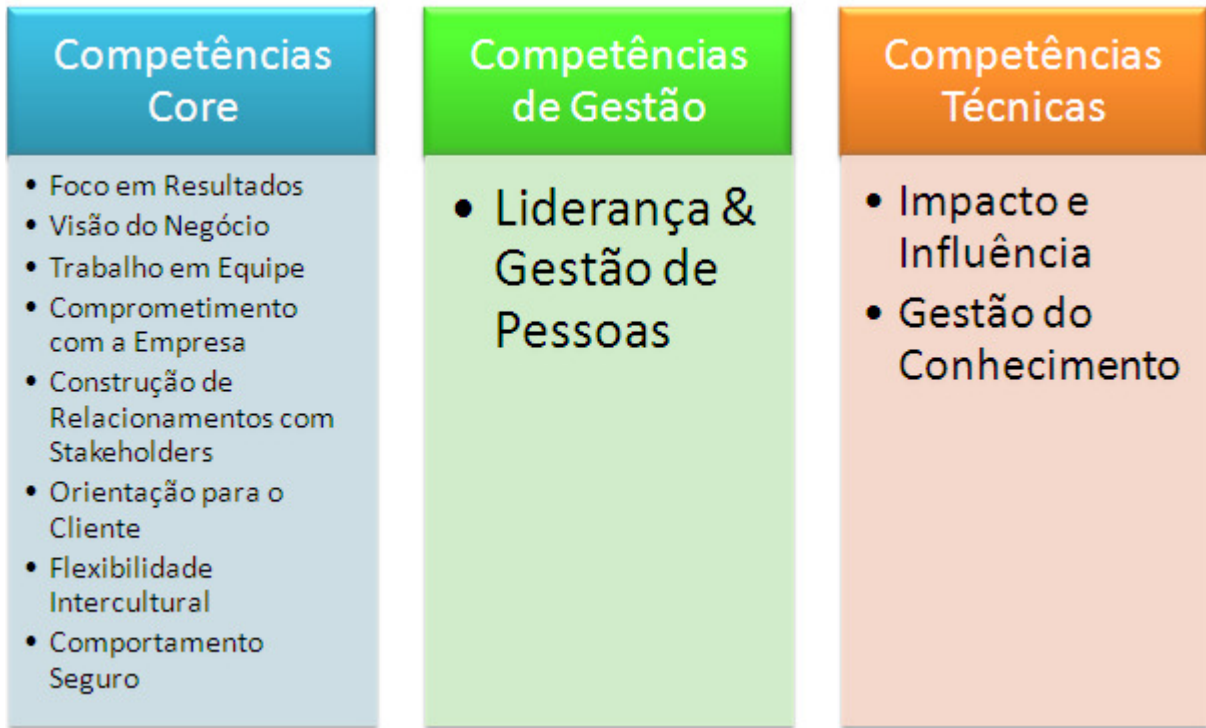 Competências
Core
• Foco em Resultados
• Visão do Negócio
• Trabalho em Equipe
• Comprometimento
com a Empresa
• Construção de
Relacionamentos com
Stakeholders
• Orientação para o
Cliente
• Flexibilidade
Intercultural
• Comportamento
Seguro
Competências
de Gestão
• Liderança &
Gestão de
Pessoas
Competências
Técnicas
• Impacto e
Influência
• Gestão do
Conhecimento